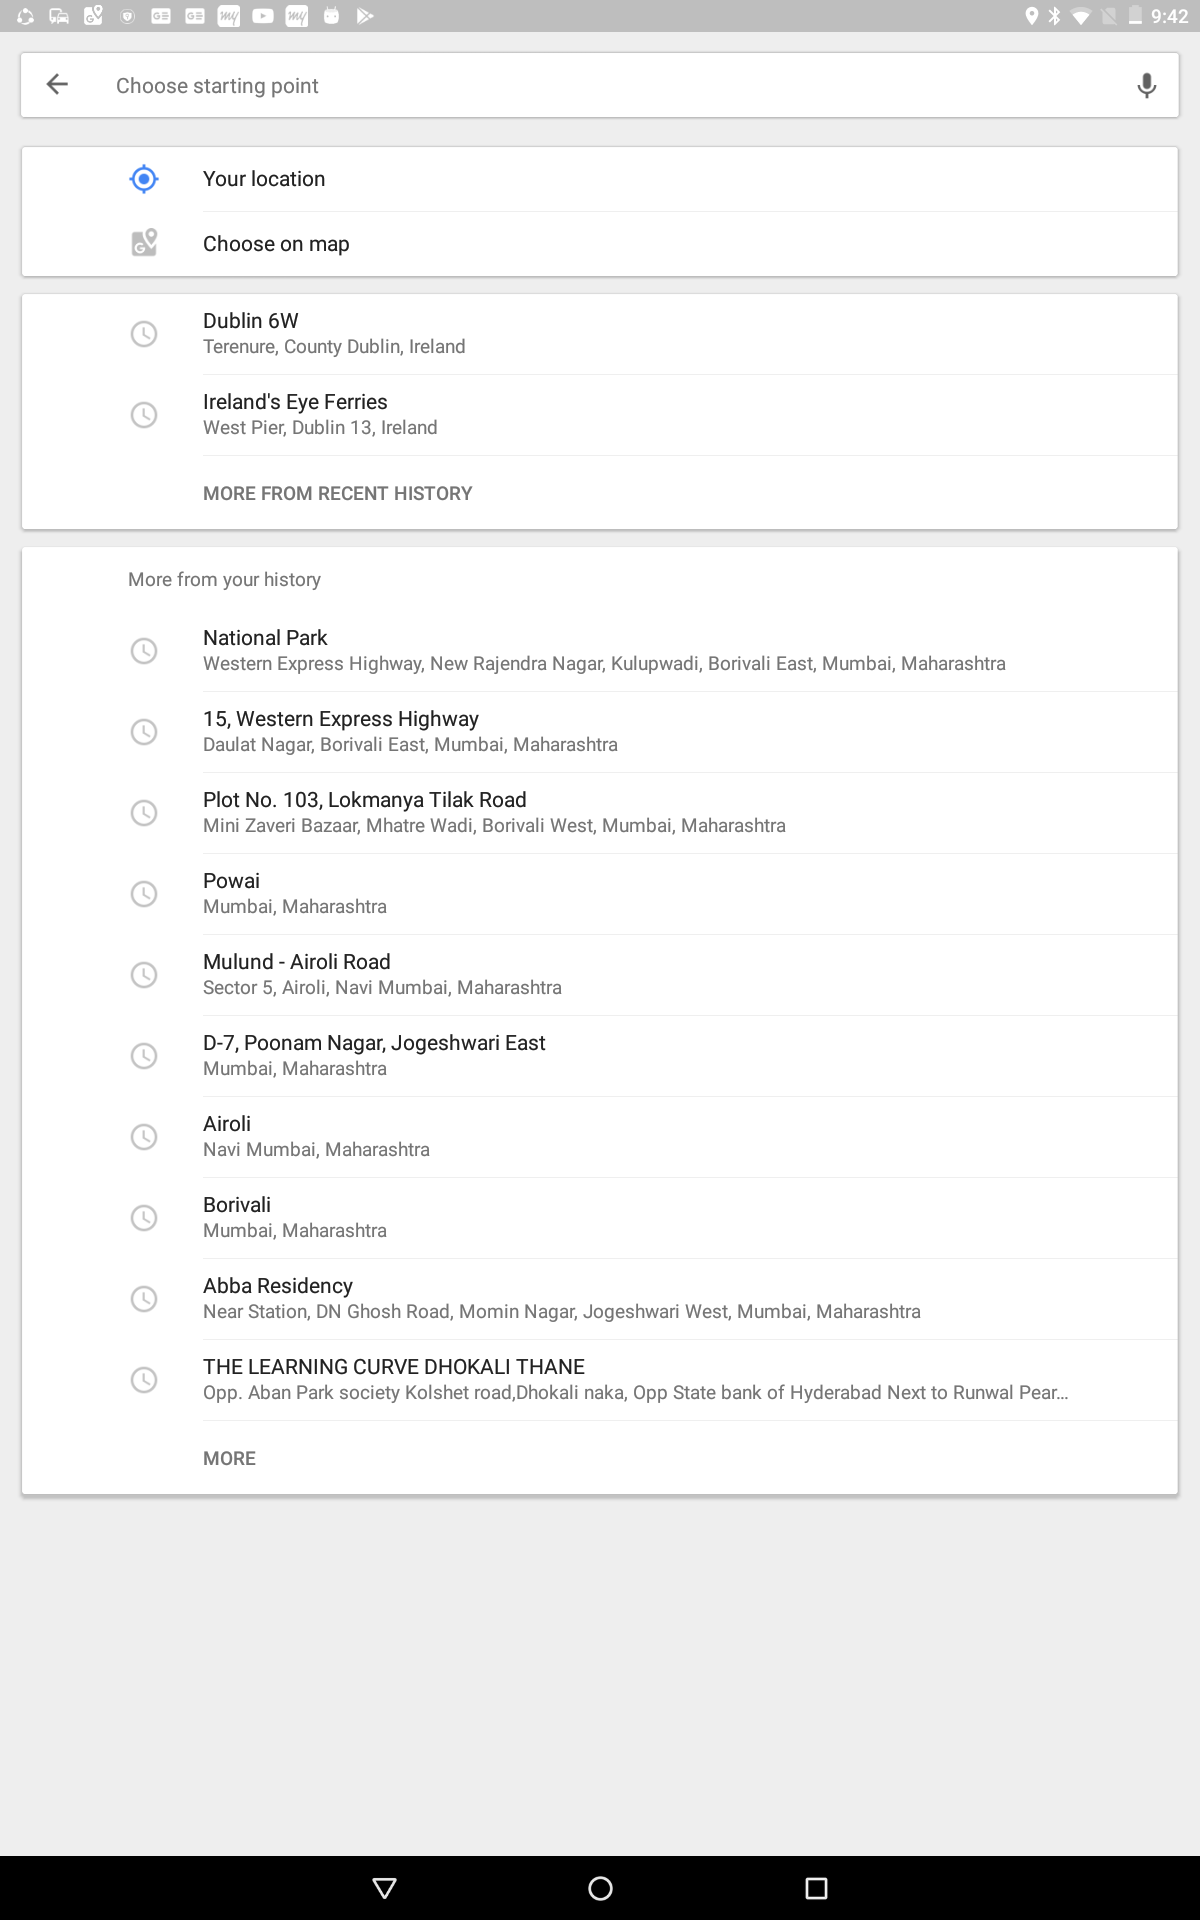 9:42
Choose starting point
Your location
Choose on map
Dublin 6W
Terenure, County Dublin, Ireland
Ireland's Eye Ferries
West Pier, Dublin 13, Ireland
MORE FROM RECENT HISTORY
More from your history
National Park
Western Express Highway, New Rajendra Nagar, Kulupwadi, Borivali East, Mumbai, Maharashtra
15, Western Express Highway
Daulat Nagar, Borivali East, Mumbai, Maharashtra
Plot No. 103, Lokmanya Tilak Road
Mini Zaveri Bazaar, Mhatre Wadi, Borivali West, Mumbai, Maharashtra
Powai
Mumbai, Maharashtra
Mulund - Airoli Road
Sector 5, Airoli, Navi Mumbai, Maharashtra
D-7, Poonam Nagar, Jogeshwari East
Mumbai, Maharashtra
Airoli
Navi Mumbai, Maharashtra
Borivali
Mumbai, Maharashtra
Abba Residency
Near Station, DN Ghosh Road, Momin Nagar, Jogeshwari West, Mumbai, Maharashtra
THE LEARNING CURVE DHOKALI THANE
Opp. Aban Park society Kolshet road,Dhokali naka, Opp State bank of Hyderabad Next to Runwal Pear...
MORE